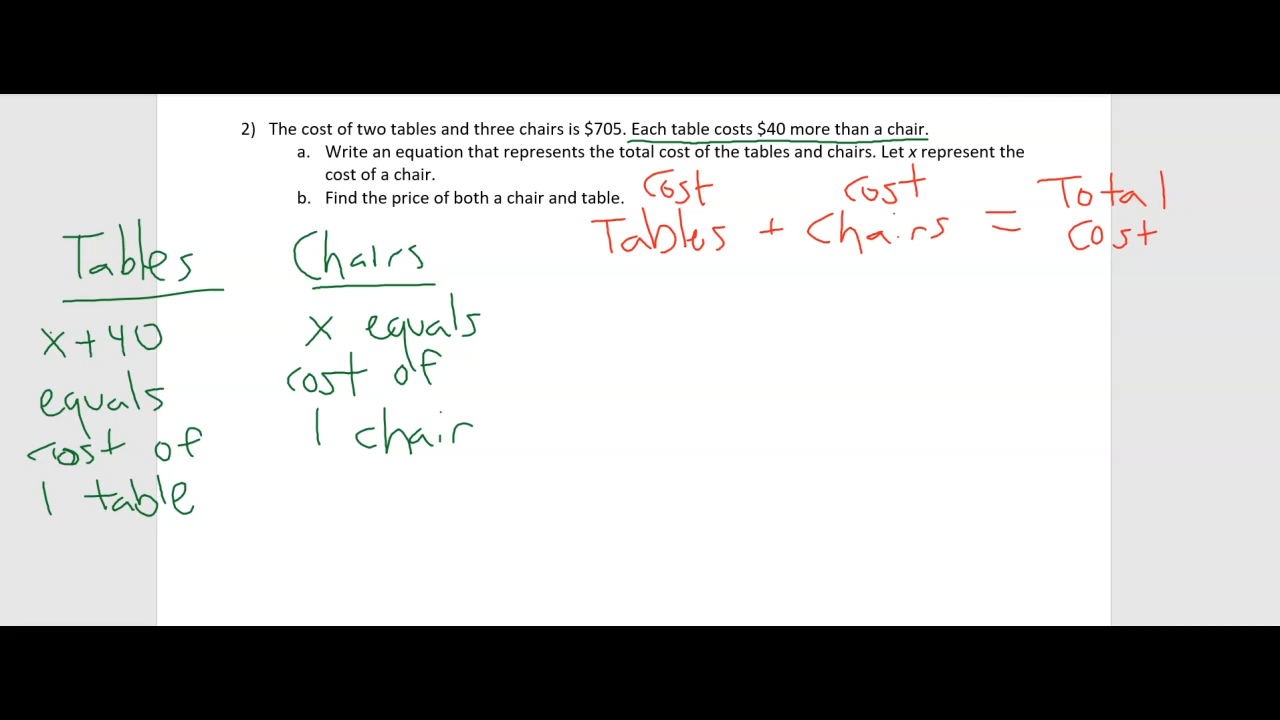 2) The cost of two tables and three chairs is $705. Each table costs $40 more than a chair.
a. Write an equation that represents the total cost of the tables and chairs. Let x represent the
cost of a chair.
b. Find the price of both a chair and table.
cost cost Total
Tables + Chairs = cost
Tables Chairs
x + 40
equals
cost of
1 table
x equals
cost of
1 chair